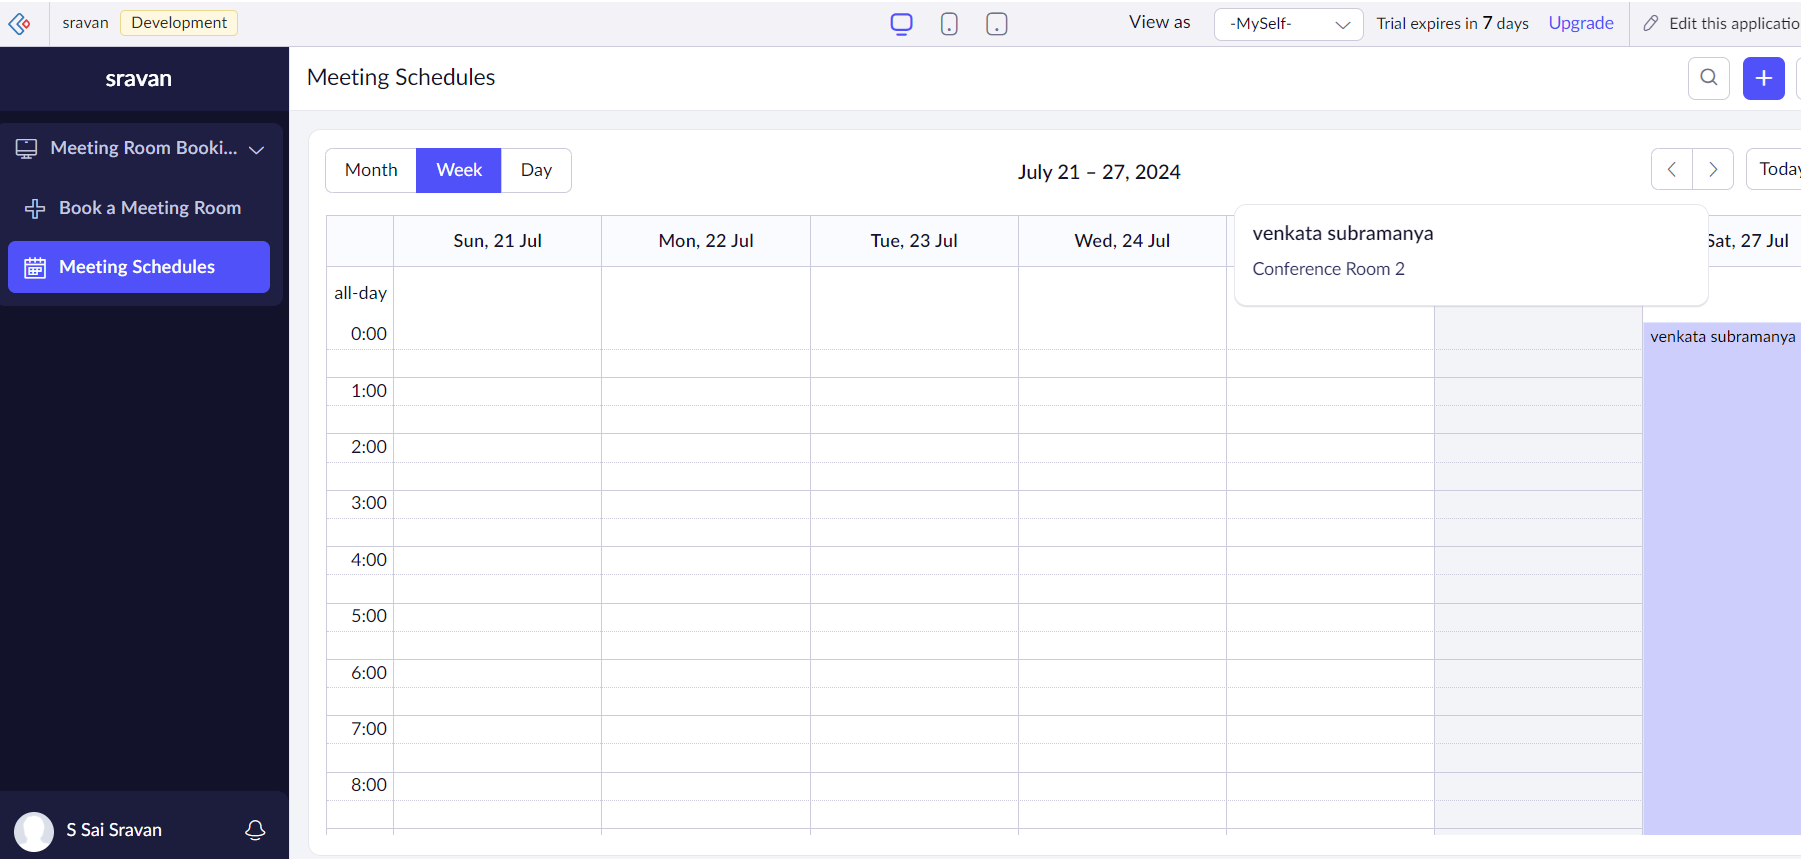 sravan Development View as -MySelf- Trial expires in 7 days Upgrade Edit this applicatio
sravan
Meeting Schedules
Meeting Room Booki...
Book a Meeting Room
Meeting Schedules
Month Week Day July 21 – 27, 2024 Today
Sun, 21 Jul Mon, 22 Jul Tue, 23 Jul Wed, 24 Jul Sat, 27 Jul
venkata subramanya
Conference Room 2
all-day
0:00
venkata subramanya
1:00
2:00
3:00
4:00
5:00
6:00
7:00
8:00
S Sai Sravan